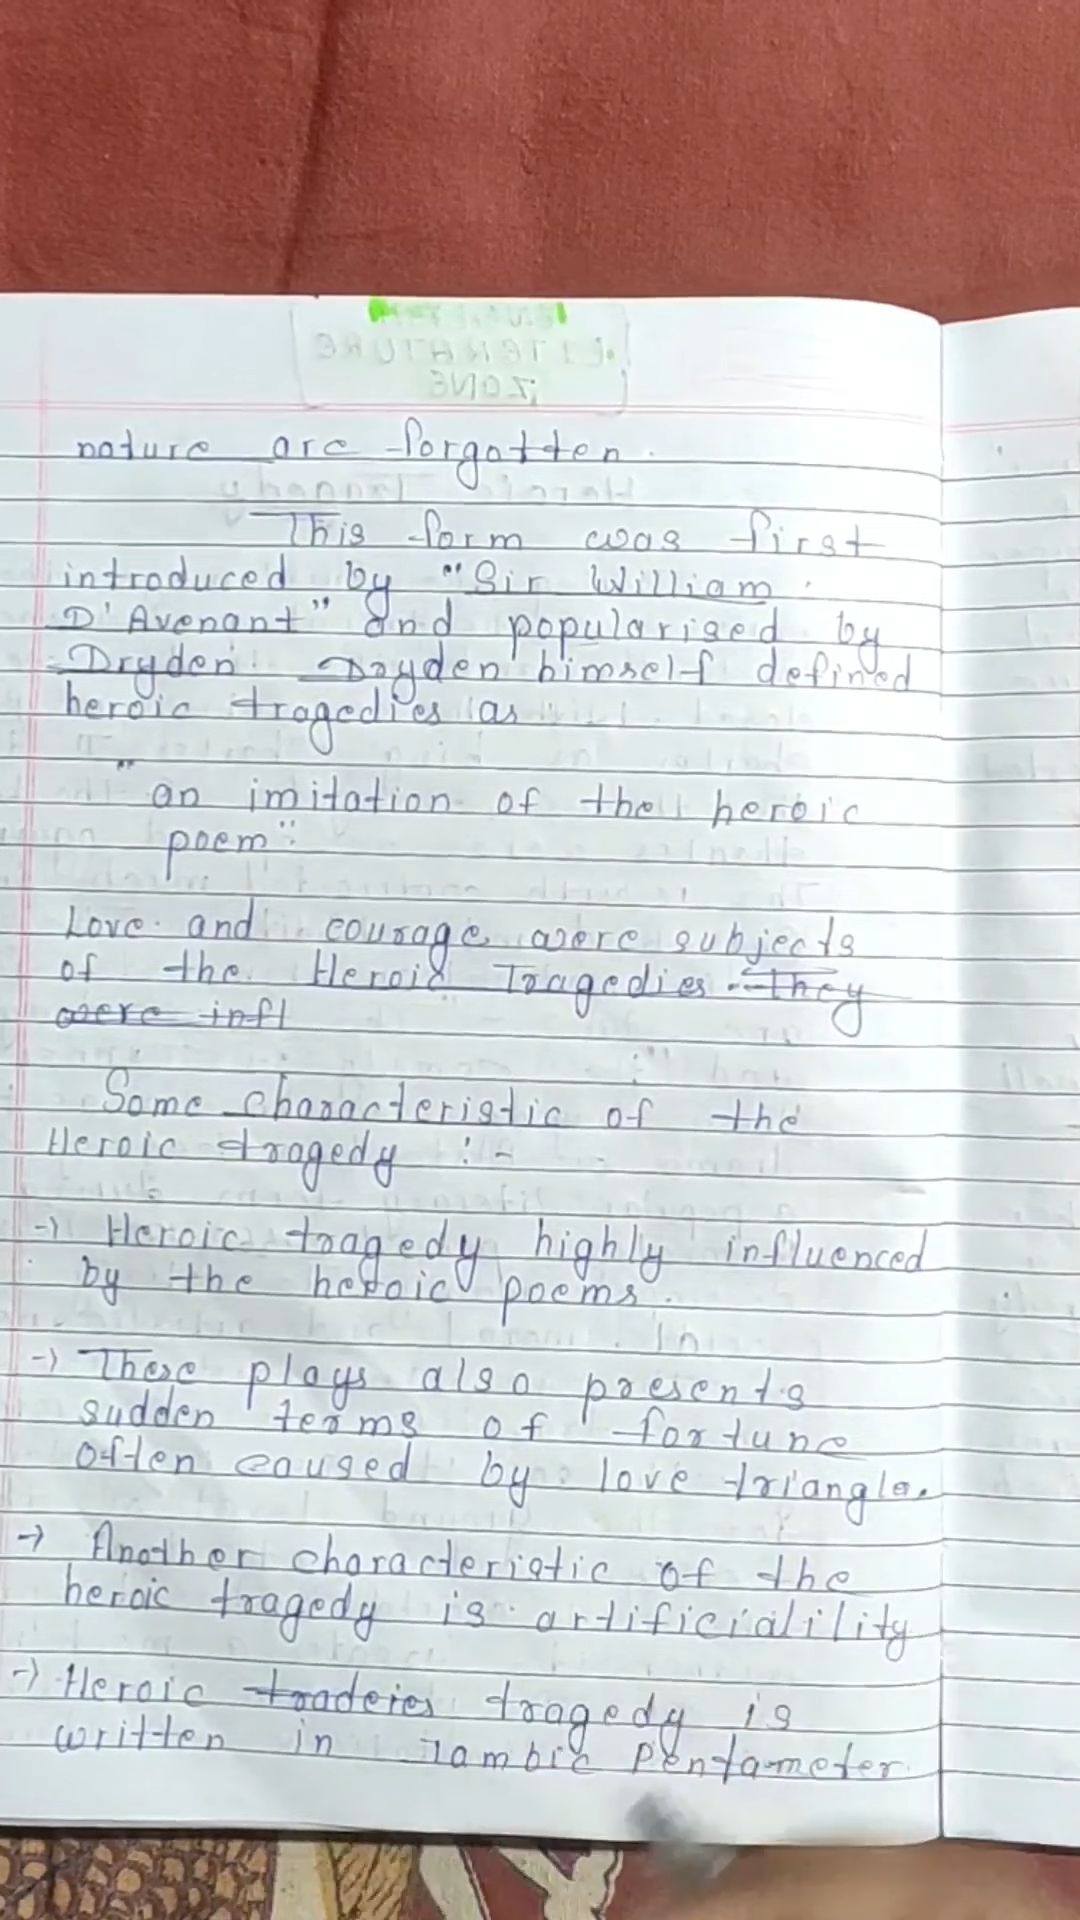 nature are forgotten.
This form was first
introduced by "Sir William
D'Avenant" and popularised by
Dryden. Dryden himself defined
heroic tragedies as
"an imitation of the heroic
poem"
Love and courage were subjects
of the Heroic Tragedies. They
were infl
Some characteristic of the
Heroic tragedy :-
→ Heroic tragedy highly influenced
by the heroic poems.
→ These plays also presents
sudden terms of fortune
often caused by love triangle.
→ Another characteristic of the
heroic tragedy is artificialility
→ Heroic traderies tragedy is
written in Iambic Pentameter.